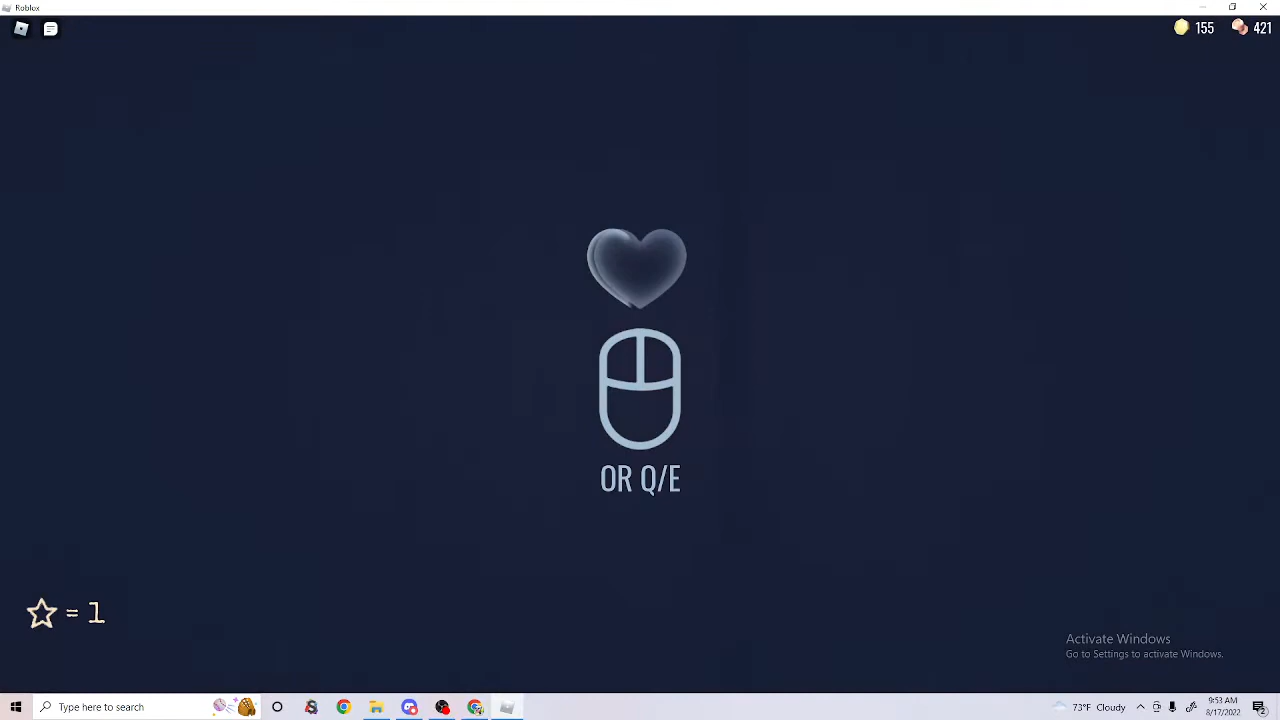 Roblox
155 421
OR Q/E
☆ = 1
Activate Windows
Go to Settings to activate Windows.
Type here to search
73°F Cloudy
9:53 AM
8/17/2022
2